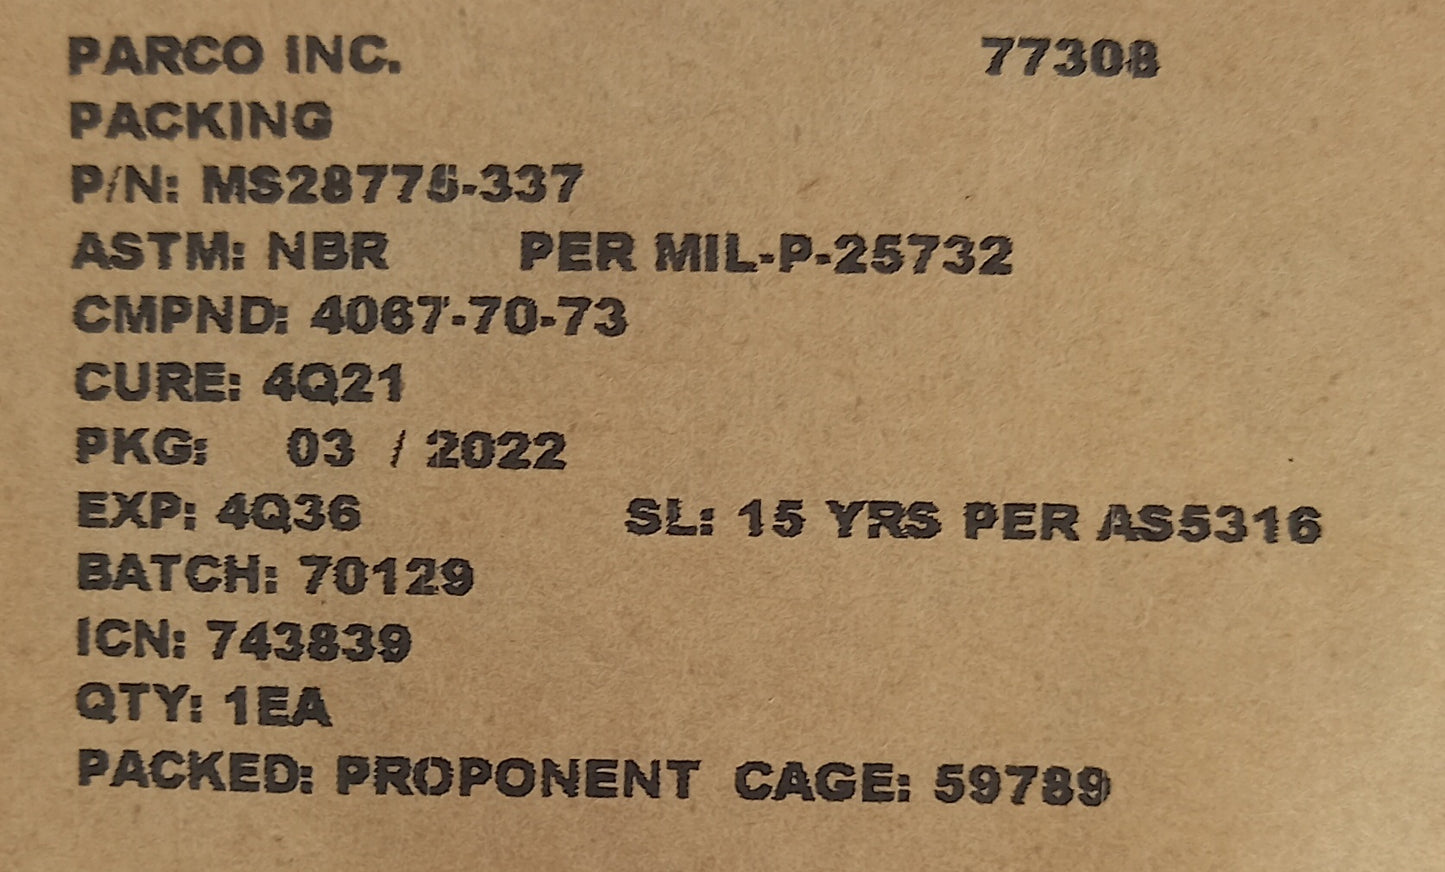 PARCO INC. 77308
PACKING
P/N: MS28775-337
ASTM: NBR PER MIL-P-25732
CMPND: 4067-70-73
CURE: 4Q21
PKG: 03 / 2022
EXP: 4Q36 SL: 15 YRS PER AS5316
BATCH: 70129
ICN: 743839
QTY: 1EA
PACKED: PROPONENT CAGE: 59789